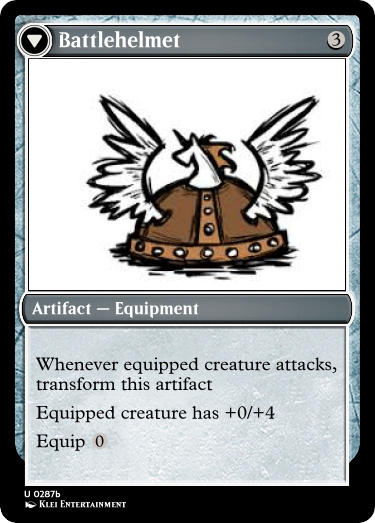 Battlehelmet 3
Artifact — Equipment
Whenever equipped creature attacks,
transform this artifact
Equipped creature has +0/+4
Equip 0
U 0287b
Klei Entertainment